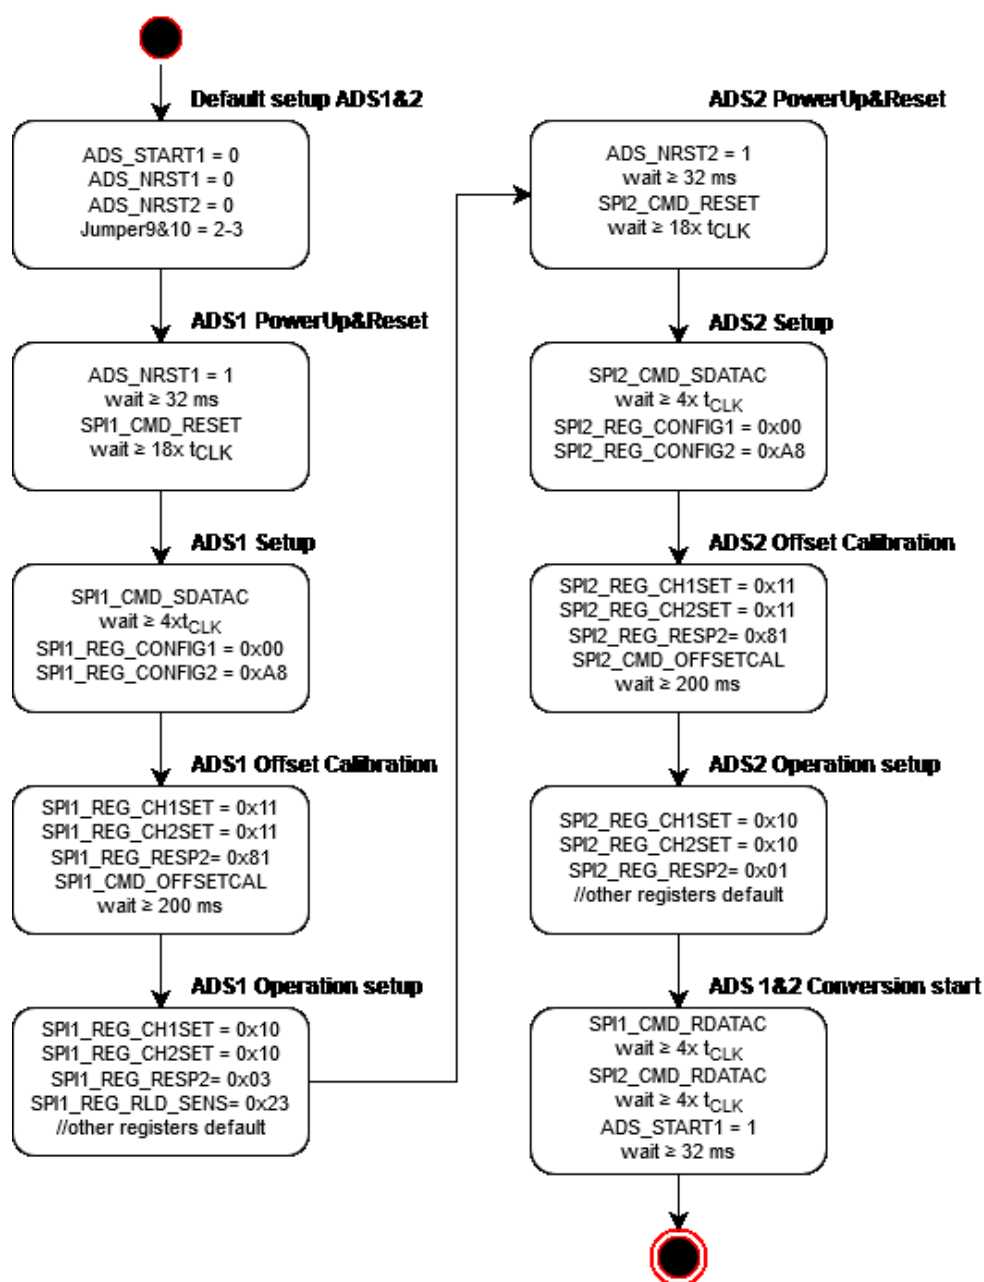 Default setup ADS1&2
ADS_START1 = 0
ADS_NRST1 = 0
ADS_NRST2 = 0
Jumper9&10 = 2-3
ADS1 PowerUp&Reset
ADS_NRST1 = 1
wait ≥ 32 ms
SPI1_CMD_RESET
wait ≥ 18x tCLK
ADS1 Setup
SPI1_CMD_SDATAC
wait ≥ 4xtCLK
SPI1_REG_CONFIG1 = 0x00
SPI1_REG_CONFIG2 = 0xA8
ADS1 Offset Calibration
SPI1_REG_CH1SET = 0x11
SPI1_REG_CH2SET = 0x11
SPI1_REG_RESP2= 0x81
SPI1_CMD_OFFSETCAL
wait ≥ 200 ms
ADS1 Operation setup
SPI1_REG_CH1SET = 0x10
SPI1_REG_CH2SET = 0x10
SPI1_REG_RESP2= 0x03
SPI1_REG_RLD_SENS= 0x23
//other registers default
ADS2 PowerUp&Reset
ADS_NRST2 = 1
wait ≥ 32 ms
SPI2_CMD_RESET
wait ≥ 18x tCLK
ADS2 Setup
SPI2_CMD_SDATAC
wait ≥ 4x tCLK
SPI2_REG_CONFIG1 = 0x00
SPI2_REG_CONFIG2 = 0xA8
ADS2 Offset Calibration
SPI2_REG_CH1SET = 0x11
SPI2_REG_CH2SET = 0x11
SPI2_REG_RESP2= 0x81
SPI2_CMD_OFFSETCAL
wait ≥ 200 ms
ADS2 Operation setup
SPI2_REG_CH1SET = 0x10
SPI2_REG_CH2SET = 0x10
SPI2_REG_RESP2= 0x01
//other registers default
ADS 1&2 Conversion start
SPI1_CMD_RDATAC
wait ≥ 4x tCLK
SPI2_CMD_RDATAC
wait ≥ 4x tCLK
ADS_START1 = 1
wait ≥ 32 ms